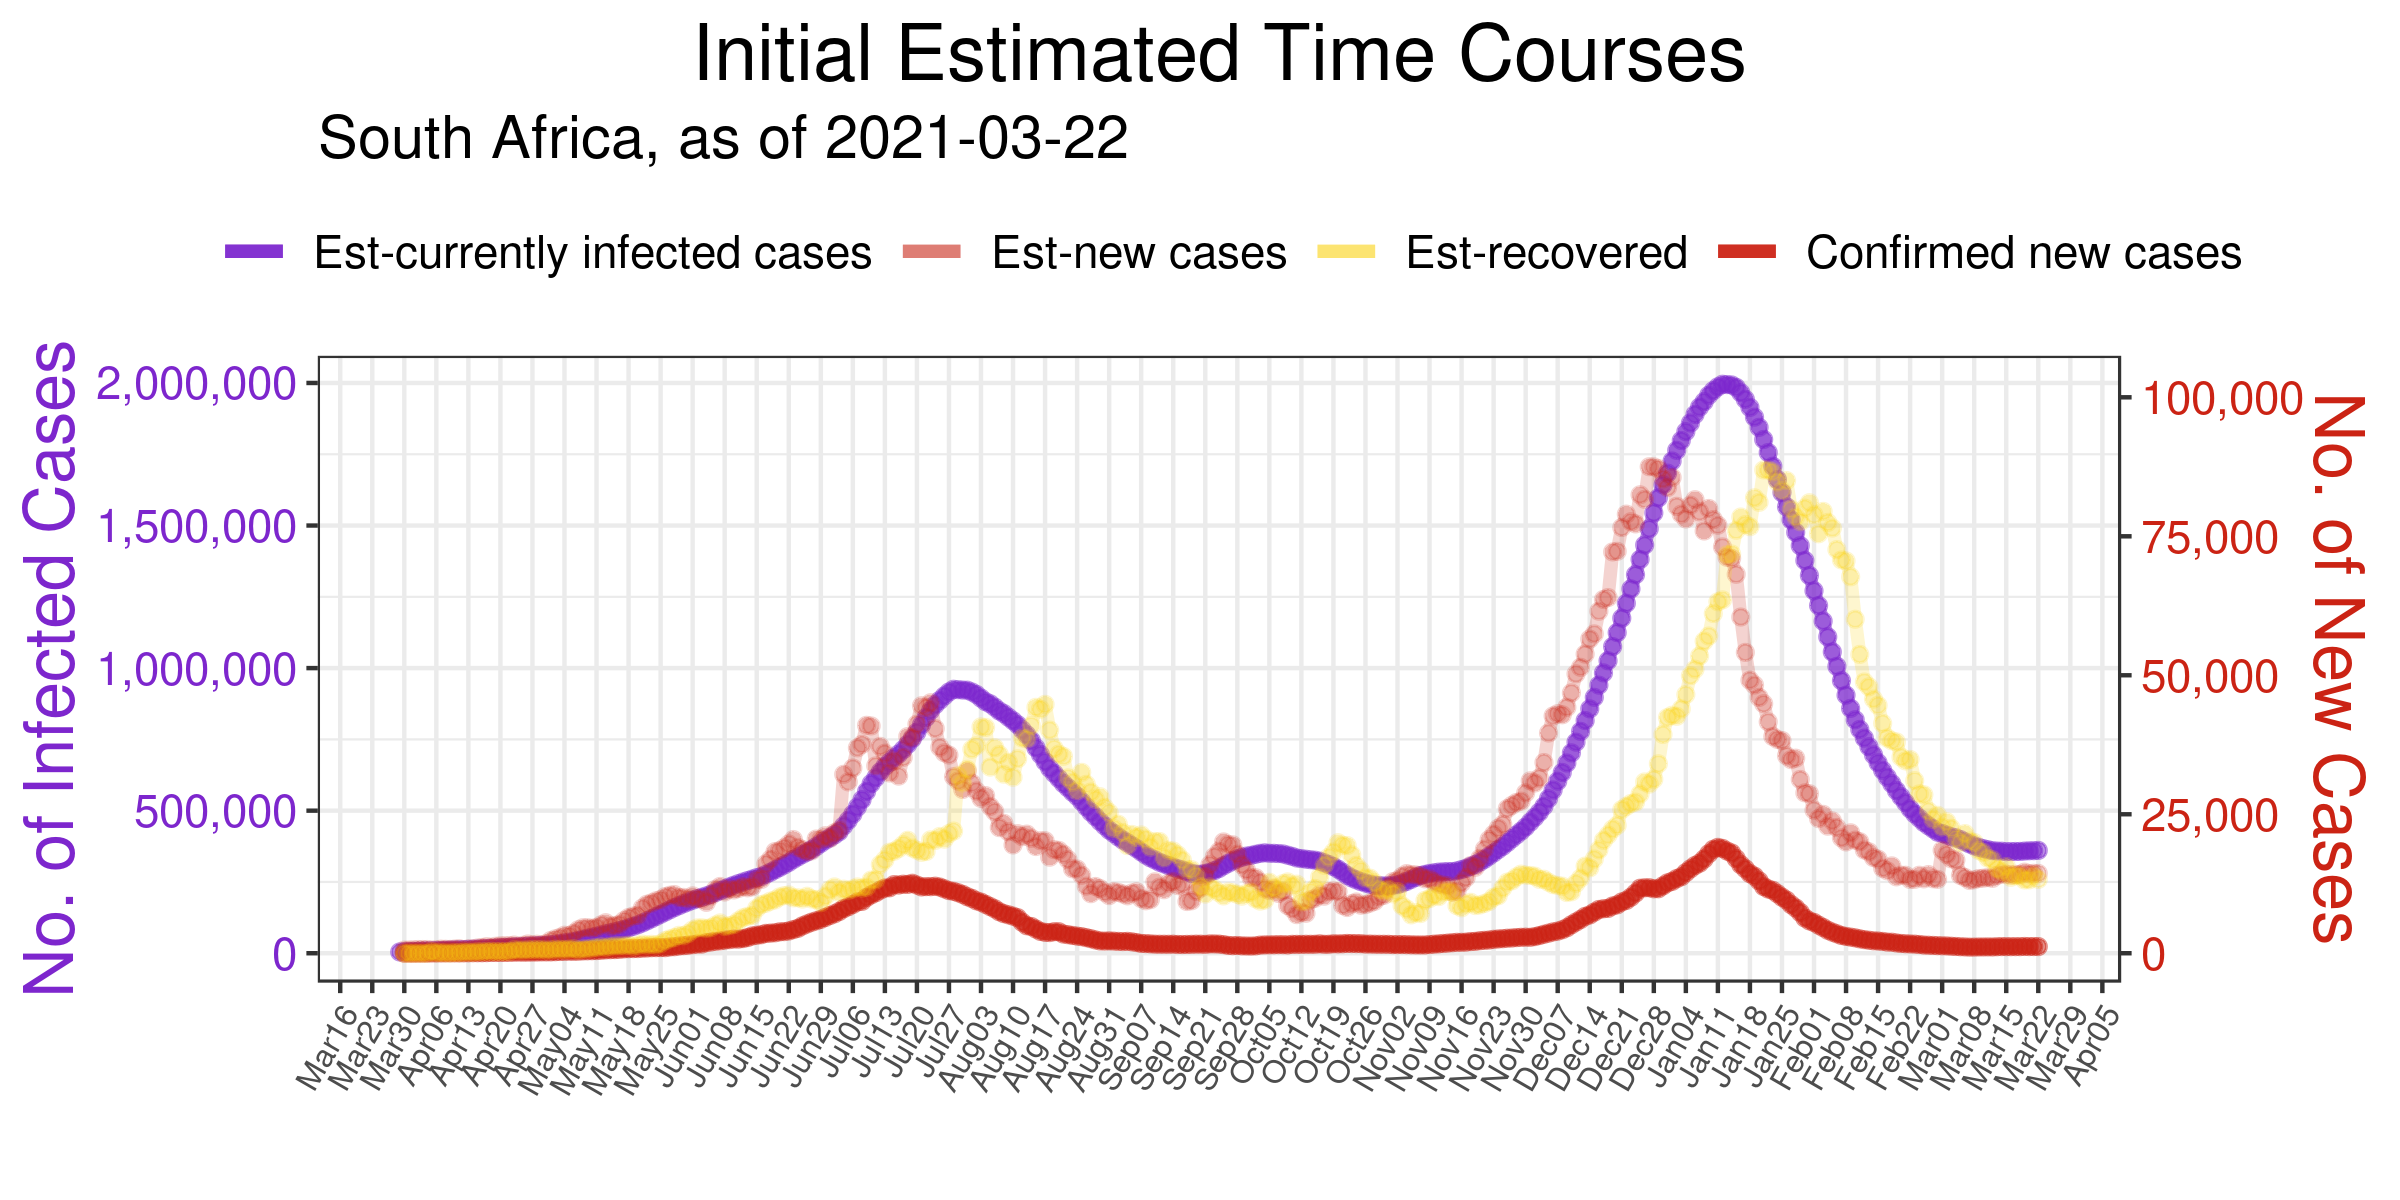 Initial Estimated Time Courses
South Africa, as of 2021-03-22
Est-currently infected cases Est-new cases Est-recovered Confirmed new cases
No. of Infected Cases
2,000,000
1,500,000
1,000,000
500,000
0
100,000
75,000
50,000
25,000
0
No. of New Cases
Mar16 Mar23 Mar30 Apr06 Apr13 Apr20 Apr27 May04 May11 May18 May25 Jun01 Jun08 Jun15 Jun22 Jun29 Jul06 Jul13 Jul20 Jul27 Aug03 Aug10 Aug17 Aug24 Aug31 Sep07 Sep14 Sep21 Sep28 Oct05 Oct12 Oct19 Oct26 Nov02 Nov09 Nov16 Nov23 Nov30 Dec07 Dec14 Dec21 Dec28 Jan04 Jan11 Jan18 Jan25 Feb01 Feb08 Feb15 Feb22 Mar01 Mar08 Mar15 Mar22 Mar29 Apr05